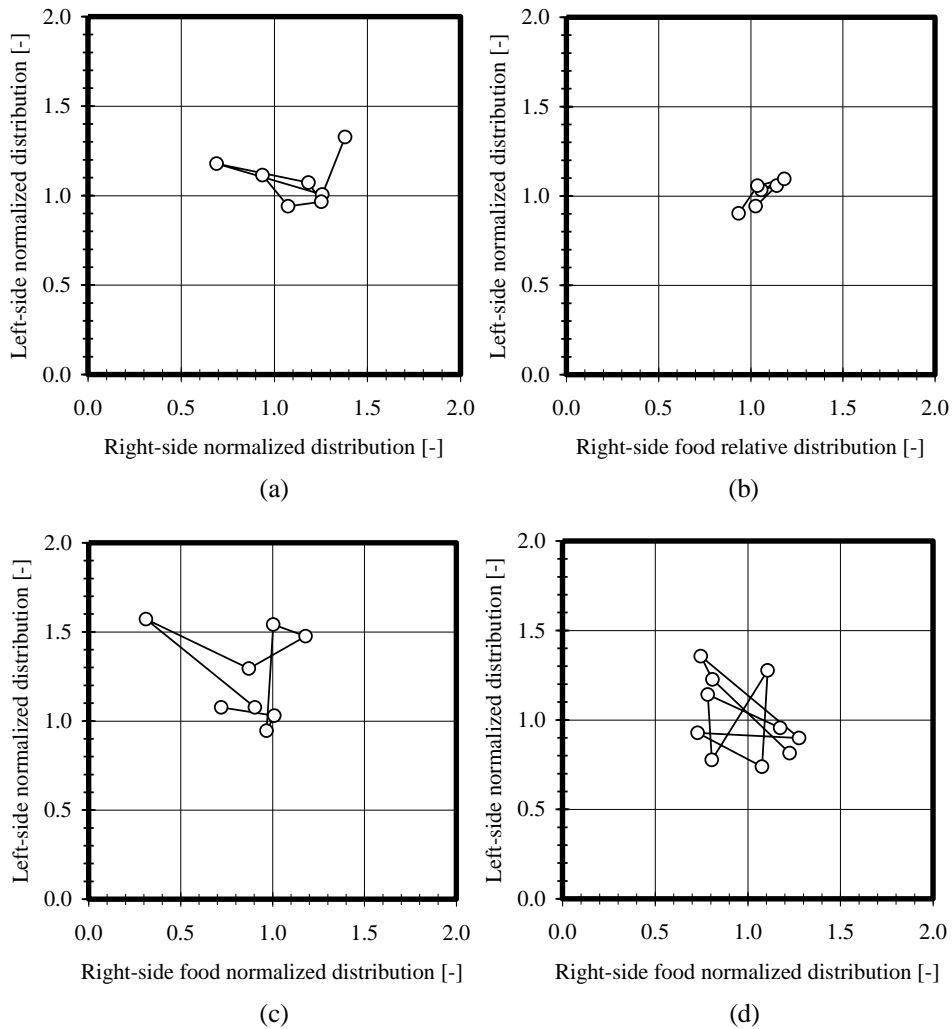 2.0
1.5
1.0
0.5
0.0
Left-side normalized distribution [-]
0.0 0.5 1.0 1.5 2.0
Right-side normalized distribution [-]
(a)
2.0
1.5
1.0
0.5
0.0
Left-side normalized distribution [-]
0.0 0.5 1.0 1.5 2.0
Right-side food relative distribution [-]
(b)
2.0
1.5
1.0
0.5
0.0
Left-side normalized distribution [-]
0.0 0.5 1.0 1.5 2.0
Right-side food normalized distribution [-]
(c)
2.0
1.5
1.0
0.5
0.0
Left-side normalized distribution [-]
0.0 0.5 1.0 1.5 2.0
Right-side food normalized distribution [-]
(d)